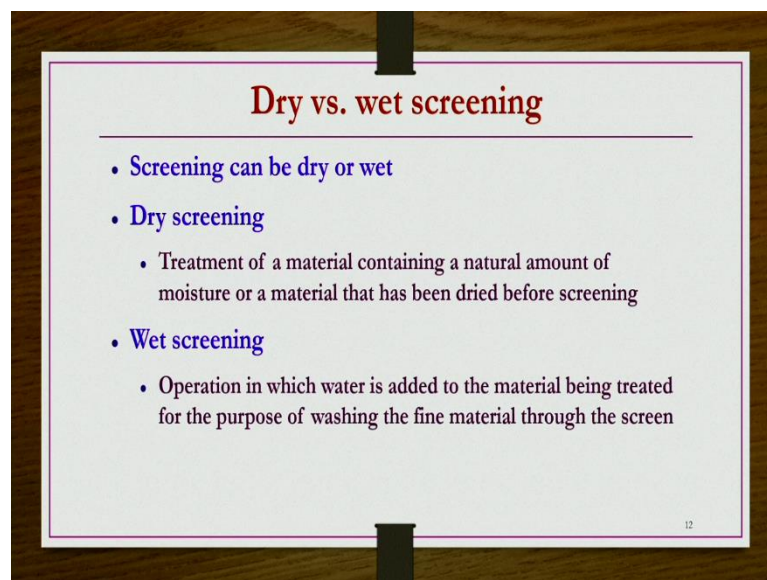 Dry vs. wet screening
• Screening can be dry or wet
• Dry screening
• Treatment of a material containing a natural amount of
moisture or a material that has been dried before screening
• Wet screening
• Operation in which water is added to the material being treated
for the purpose of washing the fine material through the screen
12